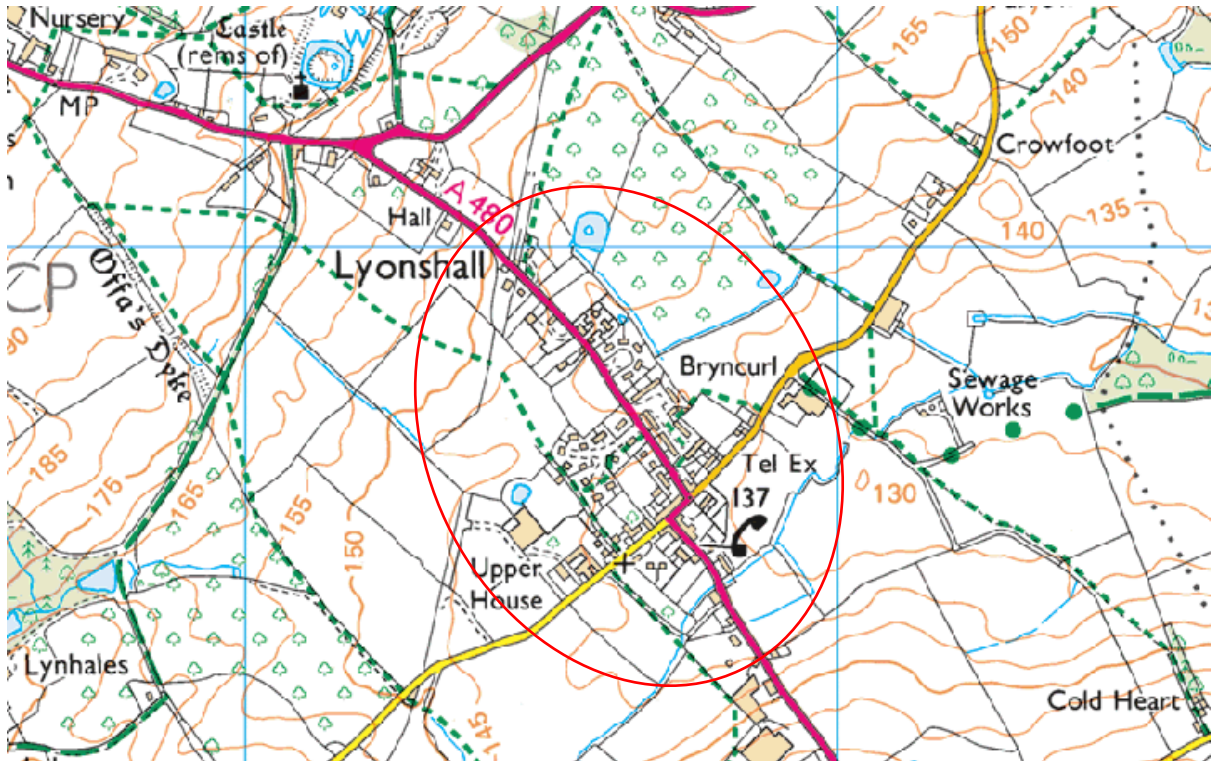 Nursery
Castle
(rems of)
W
155
150
140
MP
Crowfoot
A 480
Hall
135
140
Lyonshall
CP
Offa's Dyke
Bryncurl
Sewage
Works
185
175
165
155
150
Tel Ex
137
130
Upper
House
Lynhales
145
Cold Heart